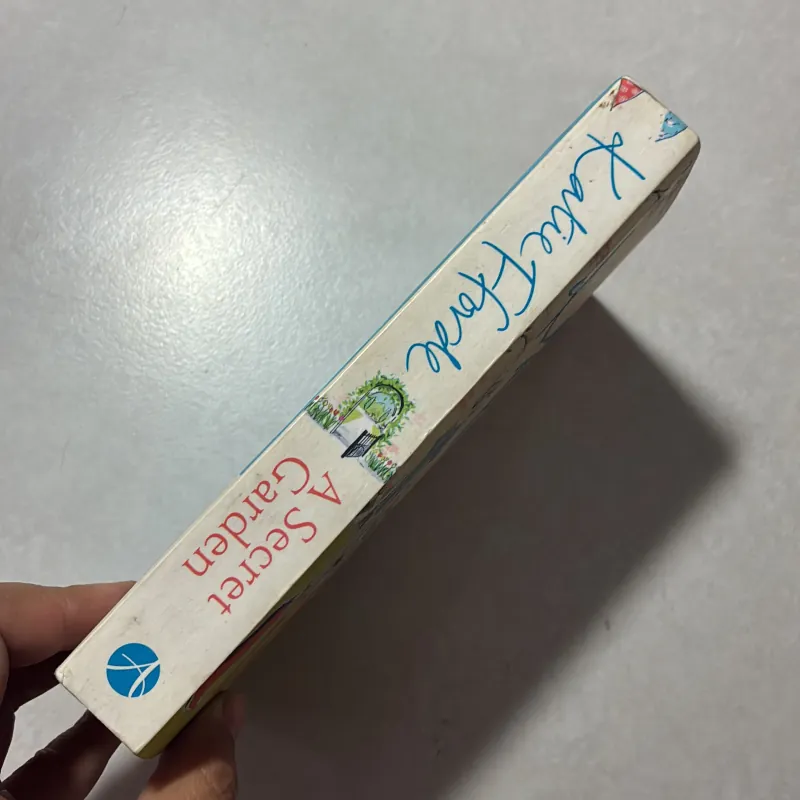 Katie Fforde
A Secret
Garden